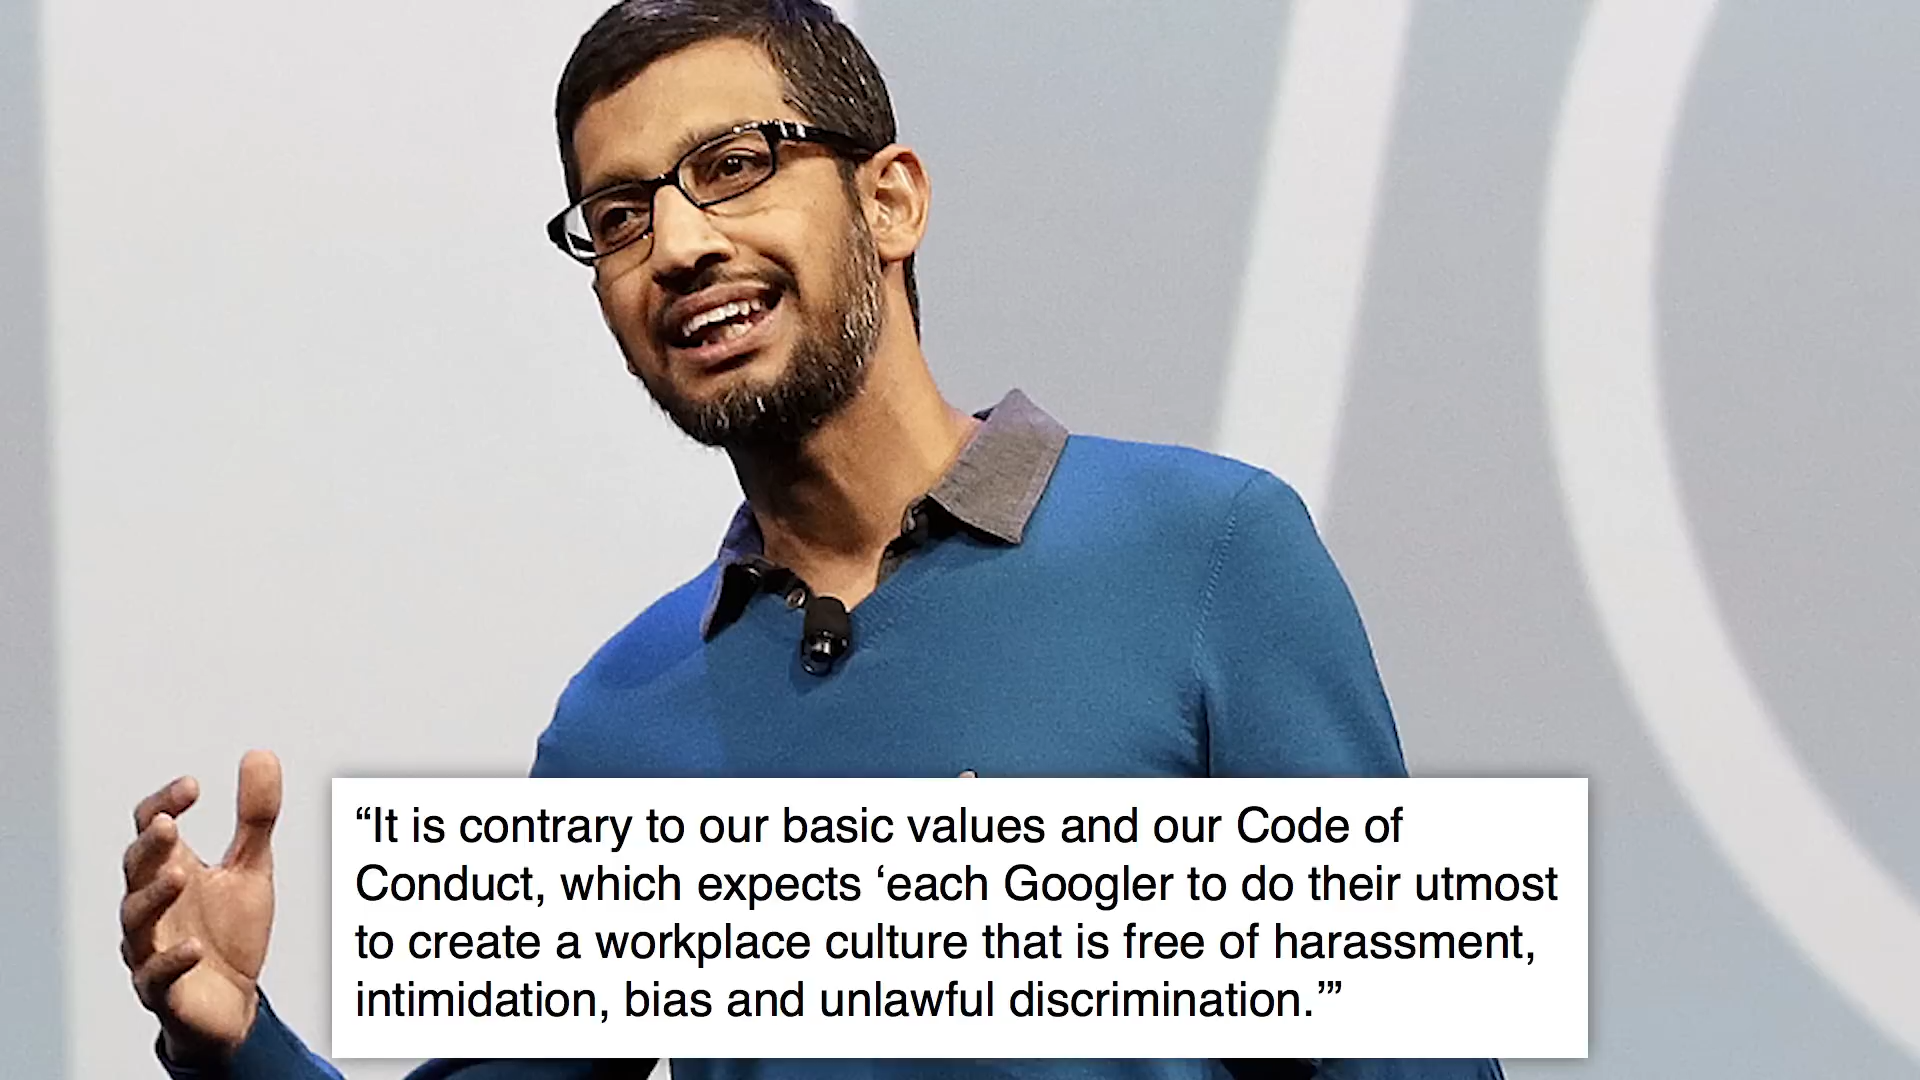 “It is contrary to our basic values and our Code of
Conduct, which expects ‘each Googler to do their utmost
to create a workplace culture that is free of harassment,
intimidation, bias and unlawful discrimination.’”